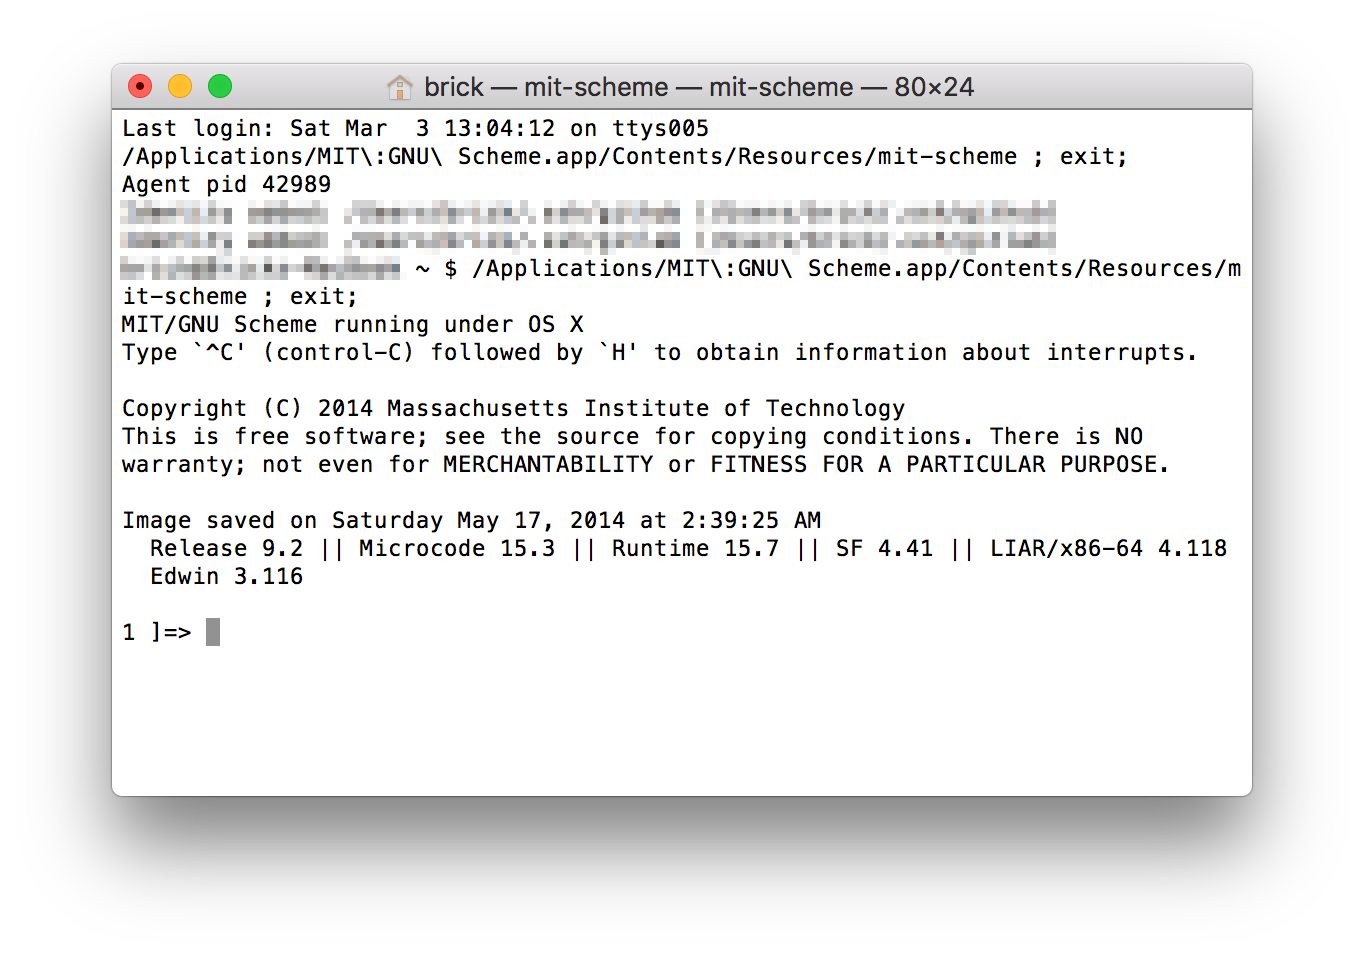 brick — mit-scheme — mit-scheme — 80×24
Last login: Sat Mar  3 13:04:12 on ttys005
/Applications/MIT\:GNU\ Scheme.app/Contents/Resources/mit-scheme ; exit;
Agent pid 42989
~ $ /Applications/MIT\:GNU\ Scheme.app/Contents/Resources/m
it-scheme ; exit;
MIT/GNU Scheme running under OS X
Type `^C' (control-C) followed by `H' to obtain information about interrupts.
Copyright (C) 2014 Massachusetts Institute of Technology
This is free software; see the source for copying conditions. There is NO
warranty; not even for MERCHANTABILITY or FITNESS FOR A PARTICULAR PURPOSE.
Image saved on Saturday May 17, 2014 at 2:39:25 AM
  Release 9.2 || Microcode 15.3 || Runtime 15.7 || SF 4.41 || LIAR/x86-64 4.118
  Edwin 3.116
1 ]=>